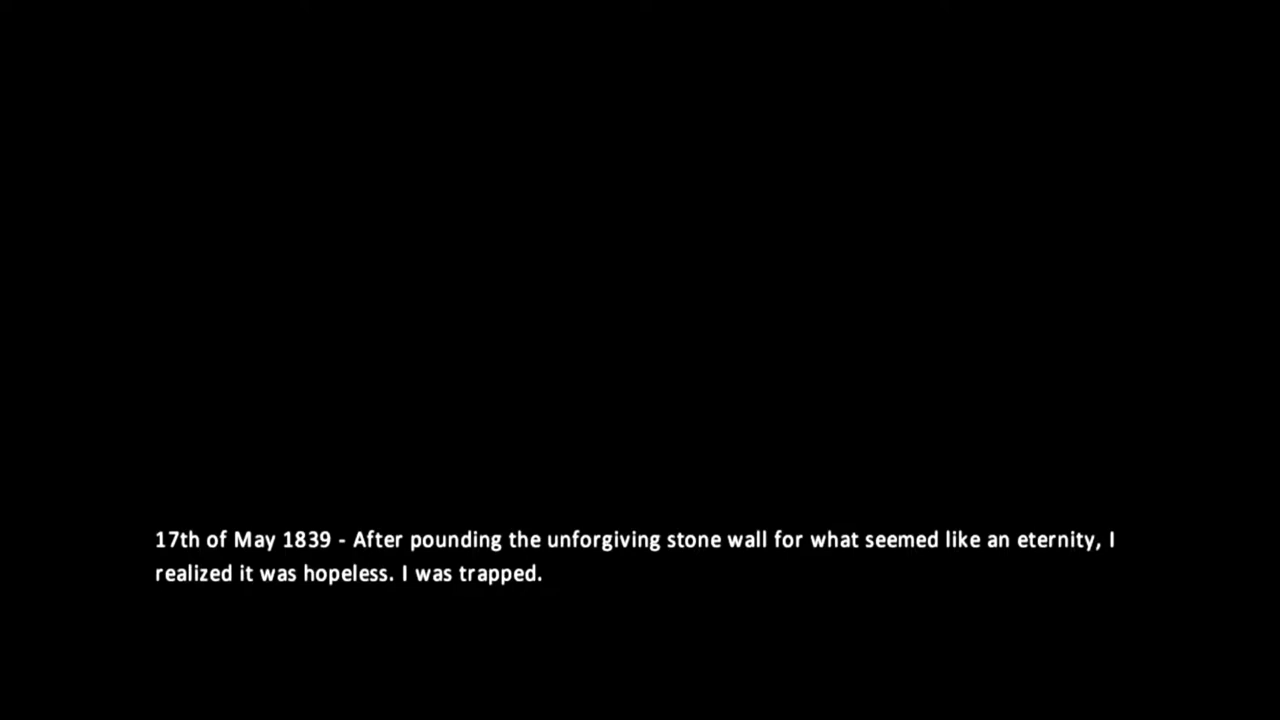 17th of May 1839 - After pounding the unforgiving stone wall for what seemed like an eternity, I
realized it was hopeless. I was trapped.